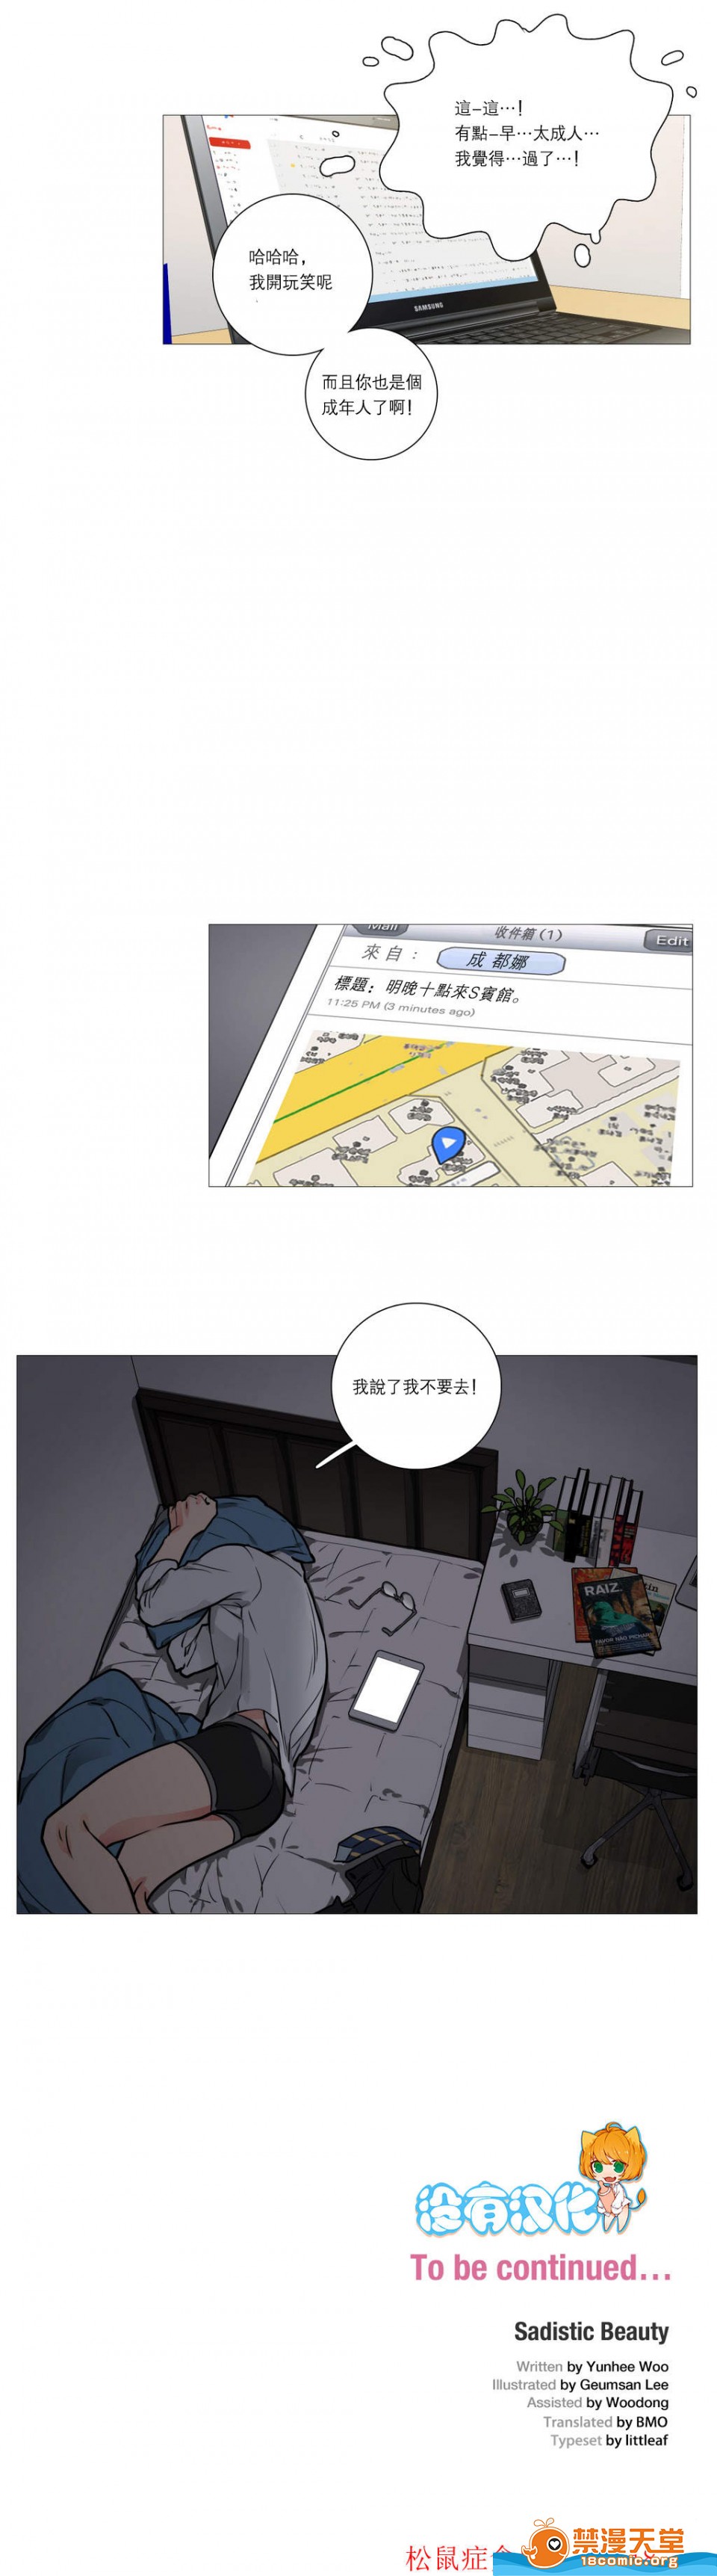 這-這…!
有點-早…太成人…
我覺得…過了…!
哈哈哈,
我開玩笑呢
SAMSUNG
而且你也是個
成年人了啊!
Mail
收件箱(1)
Edit
來自:
成都娜
標題:明晚十點來S賓館。
11:25 PM (3 minutes ago)
我說了我不要去!
RAIZ.
没有汉化
To be continued...
Sadistic Beauty
Written by Yunhee Woo
Illustrated by Geumsan Lee
Assisted by Woodong
Translated by BMO
Typeset by littleaf
松鼠症
禁漫天堂
18comic.org